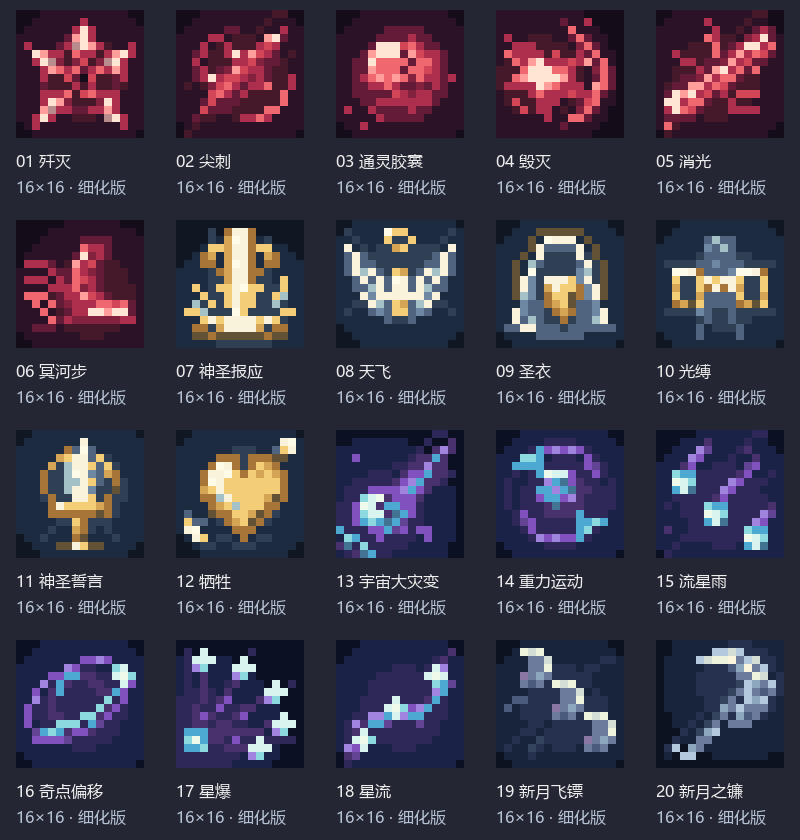 01 歼灭
16×16 · 细化版
02 尖刺
16×16 · 细化版
03 通灵胶囊
16×16 · 细化版
04 毁灭
16×16 · 细化版
05 消光
16×16 · 细化版
06 冥河步
16×16 · 细化版
07 神圣报应
16×16 · 细化版
08 天飞
16×16 · 细化版
09 圣衣
16×16 · 细化版
10 光缚
16×16 · 细化版
11 神圣誓言
16×16 · 细化版
12 牺牲
16×16 · 细化版
13 宇宙大灾变
16×16 · 细化版
14 重力运动
16×16 · 细化版
15 流星雨
16×16 · 细化版
16 奇点偏移
16×16 · 细化版
17 星爆
16×16 · 细化版
18 星流
16×16 · 细化版
19 新月飞镖
16×16 · 细化版
20 新月之镰
16×16 · 细化版